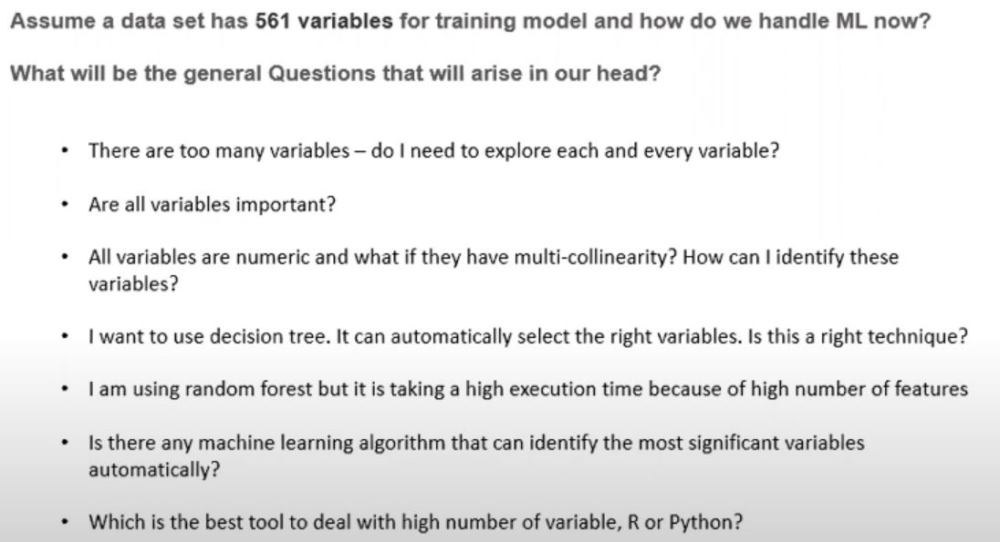 Assume a data set has 561 variables for training model and how do we handle ML now?
What will be the general Questions that will arise in our head?
• There are too many variables – do I need to explore each and every variable?
• Are all variables important?
• All variables are numeric and what if they have multi-collinearity? How can I identify these
variables?
• I want to use decision tree. It can automatically select the right variables. Is this a right technique?
• I am using random forest but it is taking a high execution time because of high number of features
• Is there any machine learning algorithm that can identify the most significant variables
automatically?
• Which is the best tool to deal with high number of variable, R or Python?